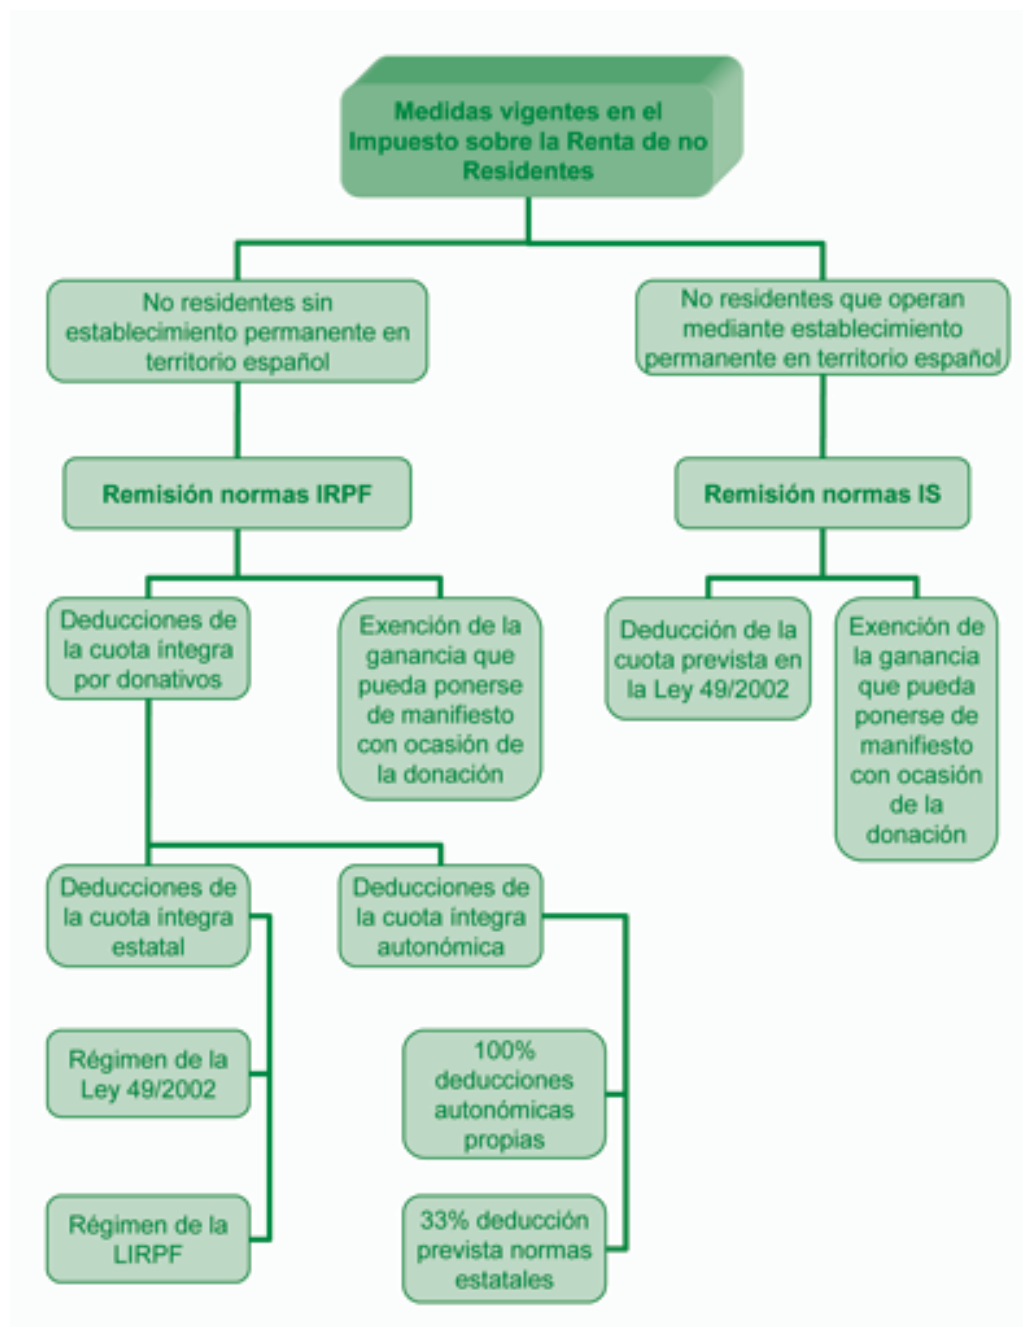 Medidas vigentes en el
Impuesto sobre la Renta de no
Residentes
No residentes sin
establecimiento permanente en
territorio español
No residentes que operan
mediante establecimiento
permanente en territorio español
Remisión normas IRPF
Remisión normas IS
Deducciones de
la cuota integra
por donativos
Exención de la
ganancia que
pueda ponerse
de manifiesto
con ocasión de
la donación
Deducción de la
cuota prevista en
la Ley 49/2002
Exención de
la ganancia
que pueda
ponerse de
manifiesto
con ocasión
de la
donación
Deducciones de
la cuota integra
estatal
Deducciones de
la cuota integra
autonómica
Régimen de la
Ley 49/2002
100%
deducciones
autonómicas
propias
Régimen de la
LIRPF
33% deducción
prevista normas
estatales